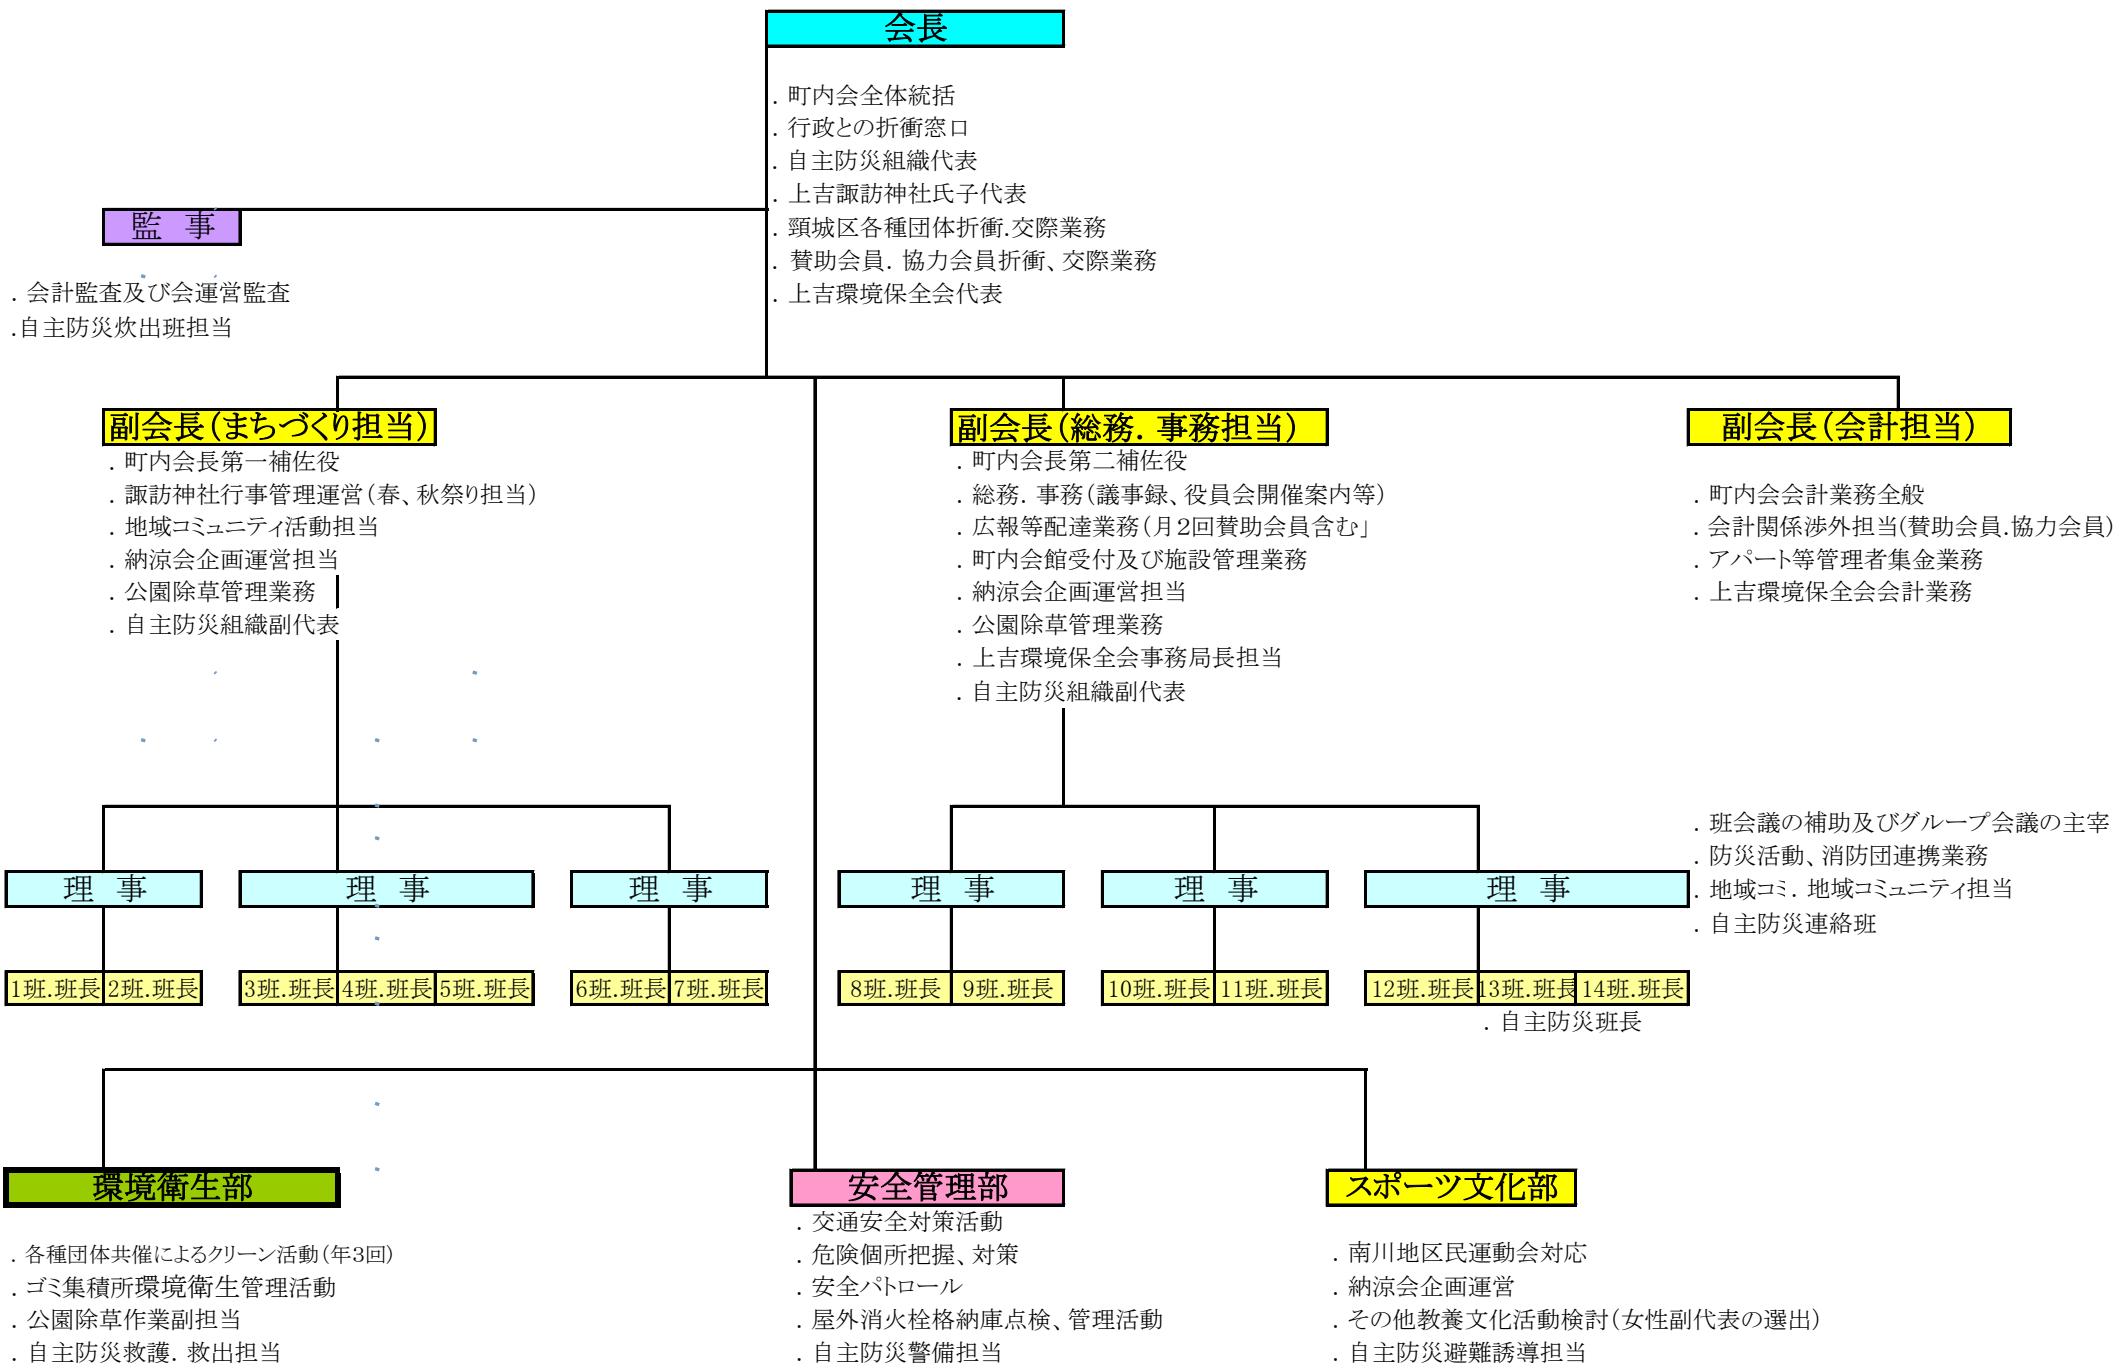 会長
. 町内会全体統括
. 行政との折衝窓口
. 自主防災組織代表
. 上吉諏訪神社氏子代表
. 頸城区各種団体折衝.交際業務
. 賛助会員. 協力会員折衝、交際業務
. 上吉環境保全会代表
監　事
. 会計監査及び会運営監査
.自主防災炊出班担当
副会長(まちづくり担当)
. 町内会長第一補佐役
. 諏訪神社行事管理運営(春、秋祭り担当)
. 地域コミュニティ活動担当
. 納涼会企画運営担当
. 公園除草管理業務
. 自主防災組織副代表
副会長(総務. 事務担当)
. 町内会長第二補佐役
. 総務. 事務(議事録、役員会開催案内等)
. 広報等配達業務(月2回賛助会員含む」
. 町内会館受付及び施設管理業務
. 納涼会企画運営担当
. 公園除草管理業務
. 上吉環境保全会事務局長担当
. 自主防災組織副代表
副会長(会計担当)
. 町内会会計業務全般
. 会計関係渉外担当(賛助会員.協力会員)
. アパート等管理者集金業務
. 上吉環境保全会会計業務
理　事
理　事
理　事
理　事
理　事
理　事
. 班会議の補助及びグループ会議の主宰
. 防災活動、消防団連携業務
. 地域コミ. 地域コミュニティ担当
. 自主防災連絡班
1班.班長 2班.班長
3班.班長 4班.班長 5班.班長
6班.班長 7班.班長
8班.班長 9班.班長
10班.班長 11班.班長
12班.班長 13班.班長 14班.班長
. 自主防災班長
環境衛生部
. 各種団体共催によるクリーン活動(年3回)
. ゴミ集積所環境衛生管理活動
. 公園除草作業副担当
. 自主防災救護. 救出担当
安全管理部
. 交通安全対策活動
. 危険個所把握、対策
. 安全パトロール
. 屋外消火栓格納庫点検、管理活動
. 自主防災警備担当
スポーツ文化部
. 南川地区民運動会対応
. 納涼会企画運営
. その他教養文化活動検討(女性副代表の選出)
. 自主防災避難誘導担当